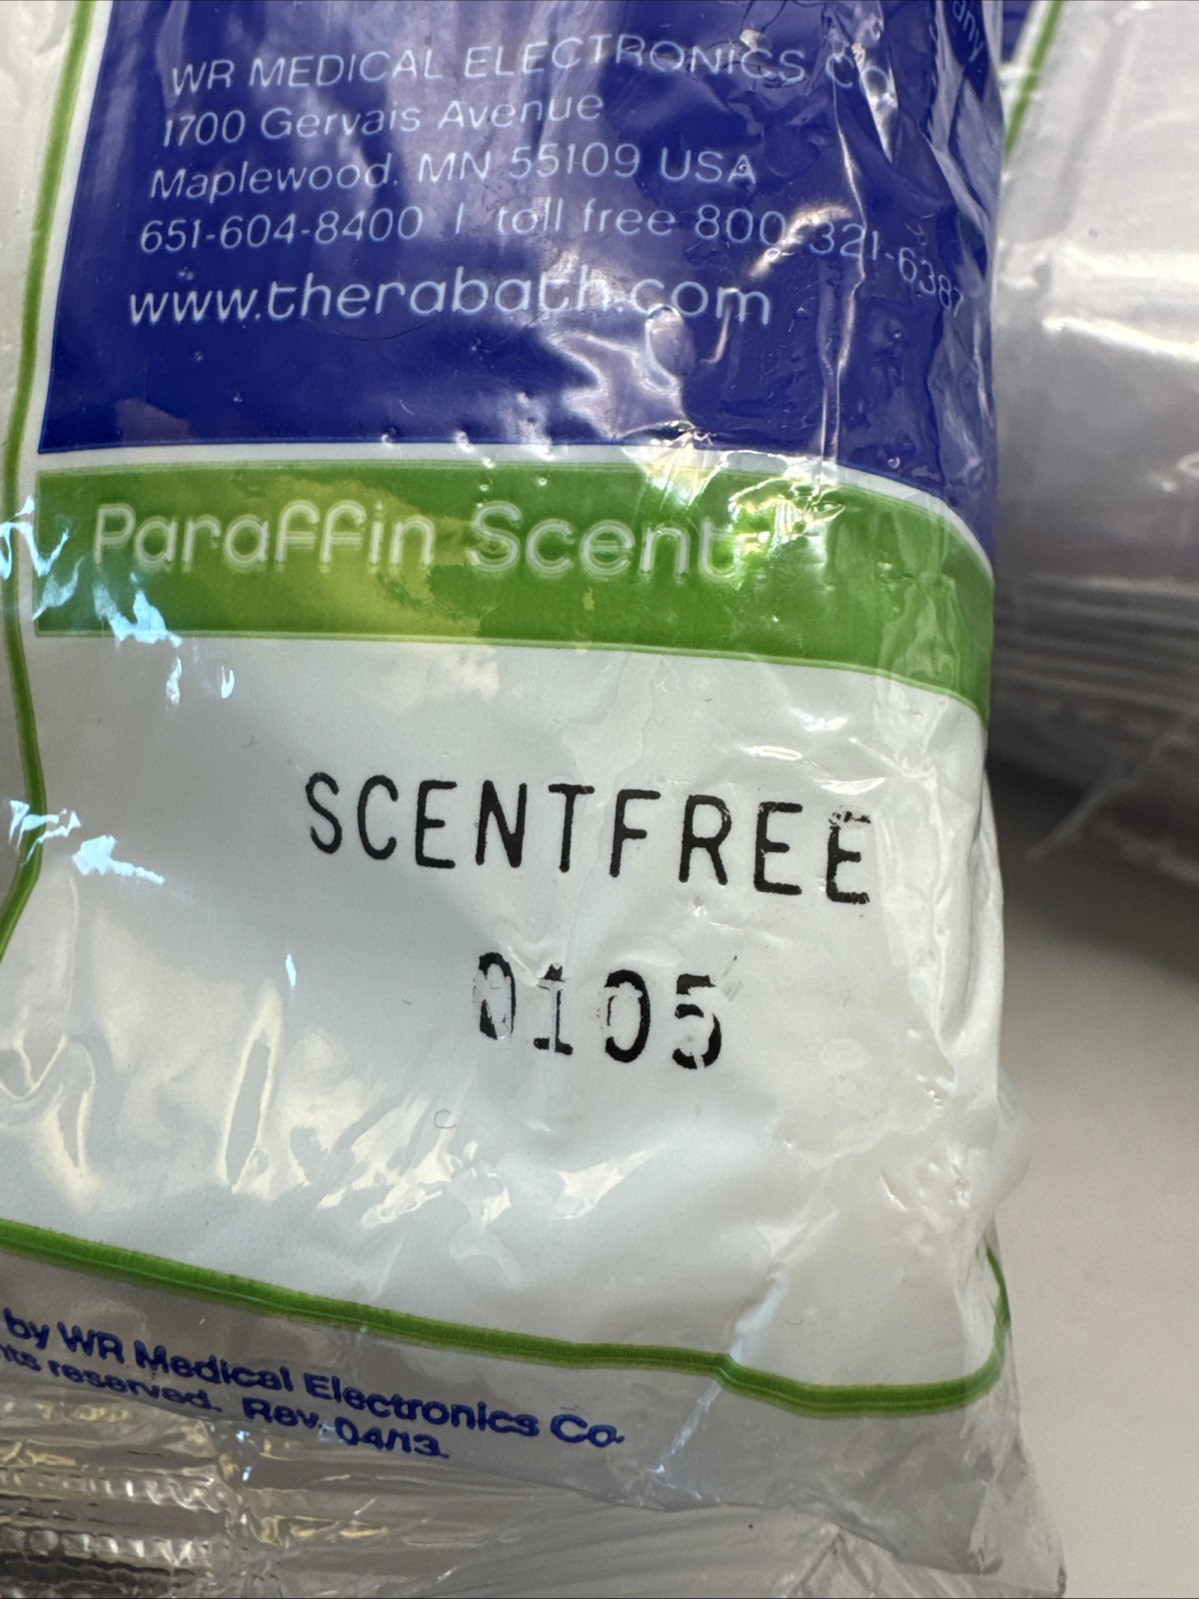 any
WR MEDICAL ELECTRONICS CO.
1700 Gervais Avenue
Maplewood, MN 55109 USA
651-604-8400 | toll free 800-321-6387
www.therabath.com
Paraffin Scent
SCENTFREE
0105
by WR Medical Electronics Co.
reserved. Rev. 04/13